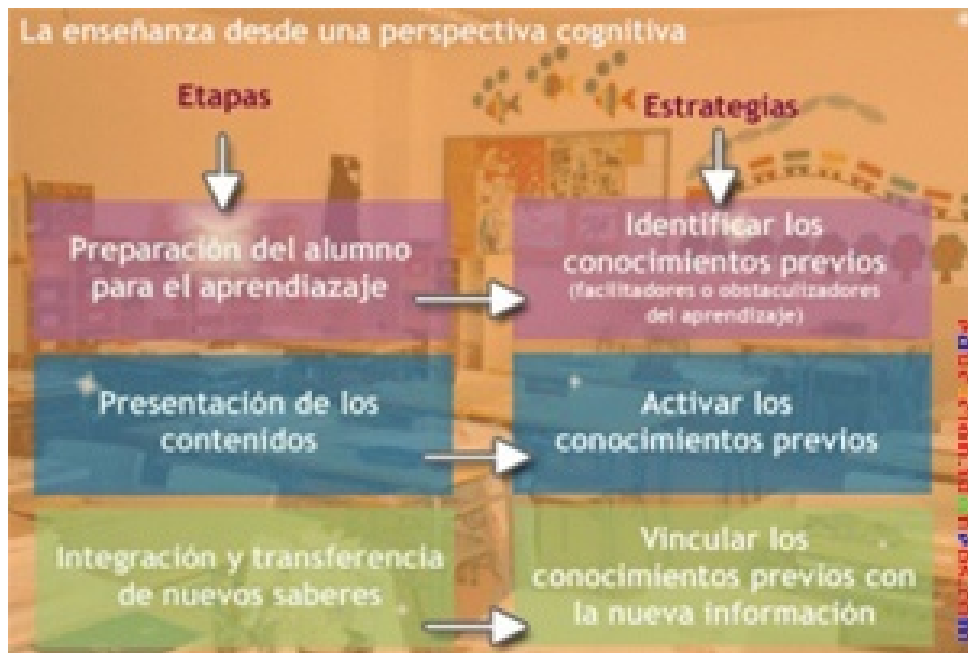 La enseñanza desde una perspectiva cognitiva
Etapas
Estrategias
Preparación del alumno
para el aprendiazaje
Identificar los
conocimientos previos
(facilitadores o obstaculizadores
del aprendizaje)
Presentación de los
contenidos
Activar los
conocimientos previos
Integración y transferencia
de nuevos saberes
Vincular los
conocimientos previos con
la nueva información